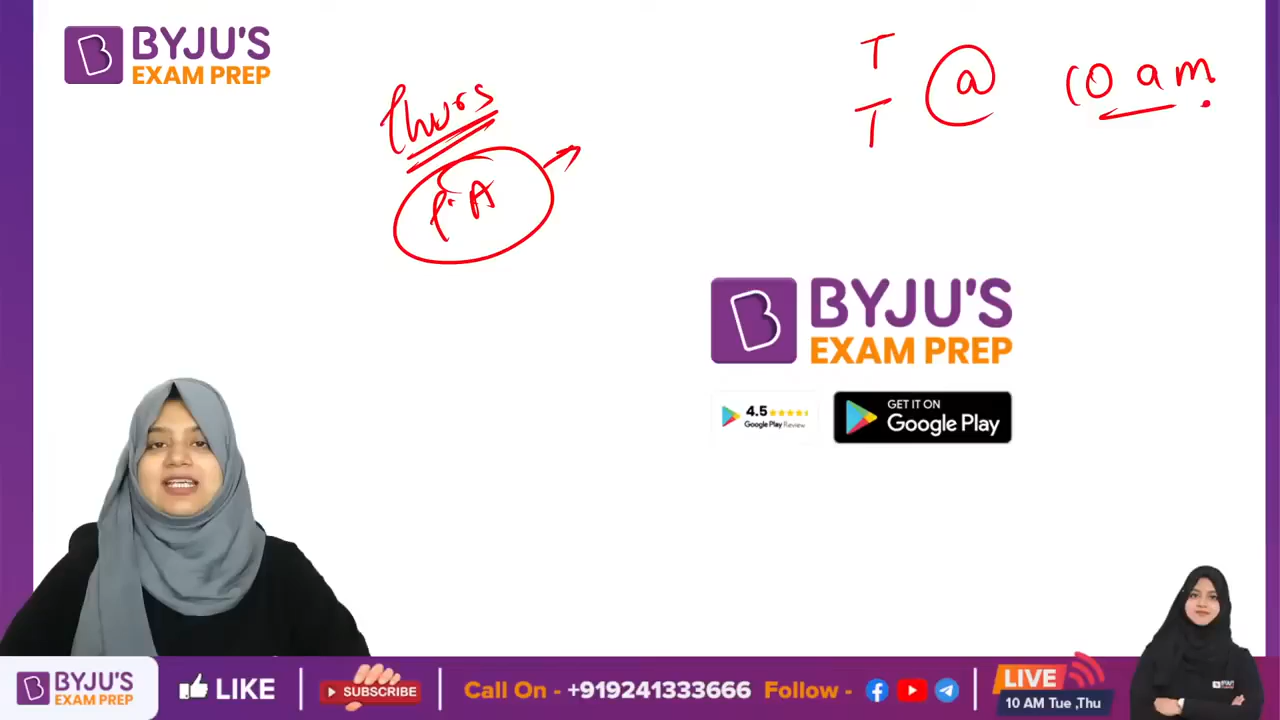 BYJU'S
EXAM PREP
T
T @ 10 am.
thurs
P.A
BYJU'S
EXAM PREP
4.5
Google Play Review
GET IT ON
Google Play
BYJU'S
EXAM PREP
LIKE
SUBSCRIBE
Call On - +919241333666 Follow -
LIVE
10 AM Tue ,Thu